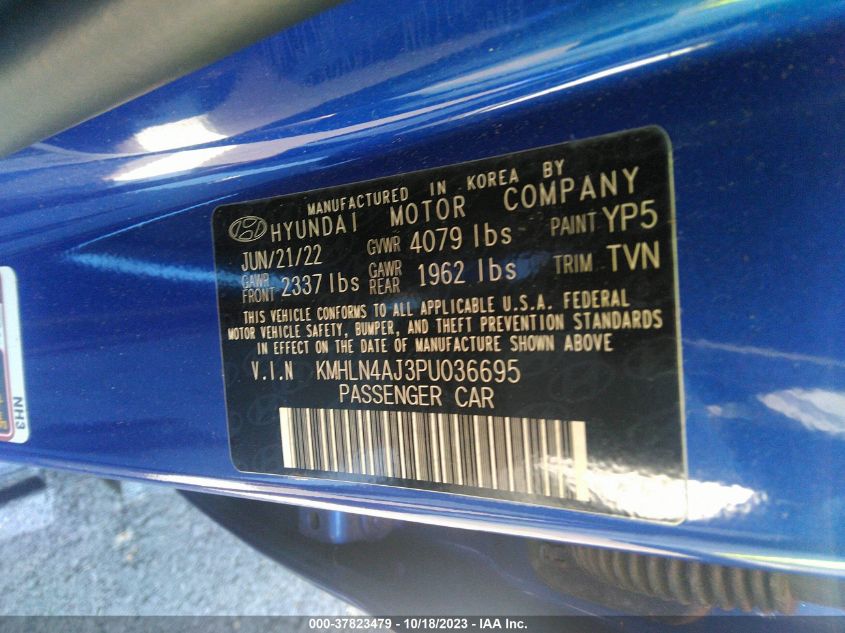 MANUFACTURED IN KOREA BY
HYUNDAI MOTOR COMPANY
JUN/21/22 GVWR 4079 lbs PAINT YP5
GAWR FRONT 2337 lbs GAWR REAR 1962 lbs TRIM TVN
THIS VEHICLE CONFORMS TO ALL APPLICABLE U.S.A. FEDERAL
MOTOR VEHICLE SAFETY, BUMPER, AND THEFT PREVENTION STANDARDS
IN EFFECT ON THE DATE OF MANUFACTURE SHOWN ABOVE
V.I.N KMHLN4AJ3PU036695
PASSENGER CAR
NH3
000-37823479 - 10/18/2023 - IAA Inc.